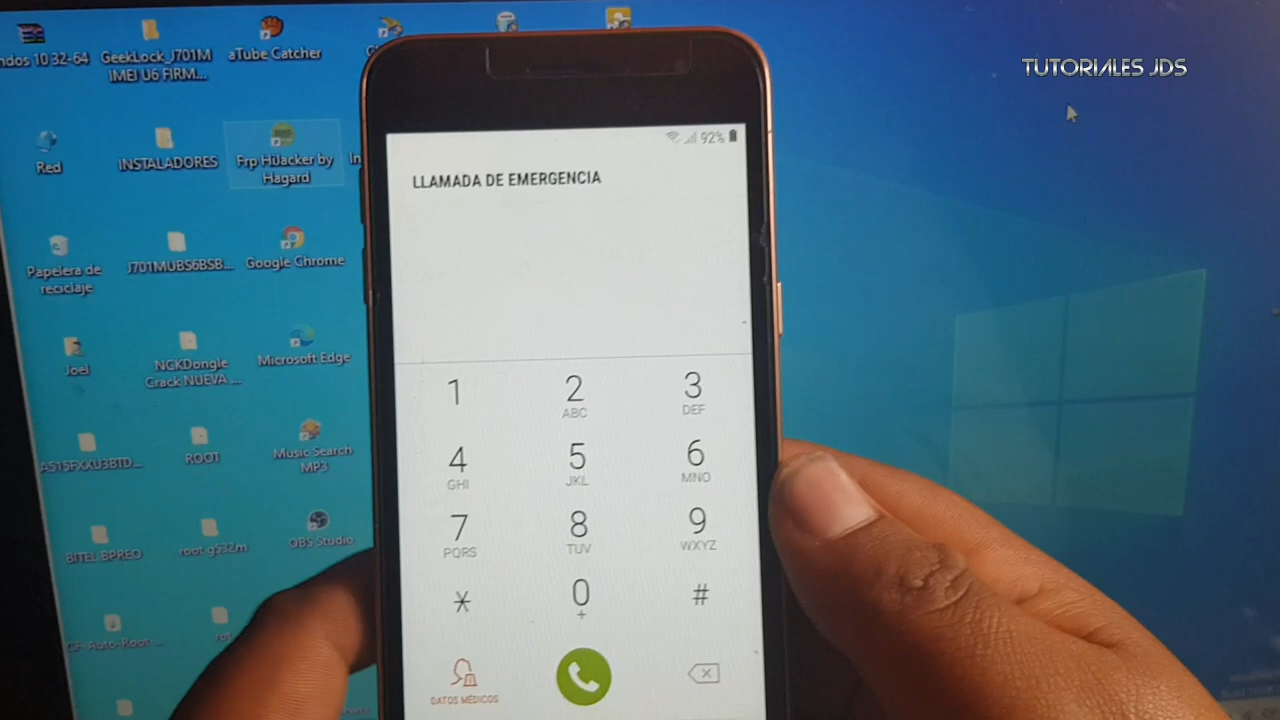 TUTORIALES JDS
ndos 10 32-64
GeekLock_J701M
IMEI U6 FIRM...
aTube Catcher
Red
INSTALADORES
Frp Hijacker by
Hagard
Papelera de
reciclaje
J701MUBS6BSB...
Google Chrome
Joel
NCKDongle
Crack NUEVA ...
Microsoft Edge
A515FXXU3BTD...
ROOT
Music Search
MP3
BITEL BPREO
root g532m
OBS Studio
CF-Auto-Root-...
92%
LLAMADA DE EMERGENCIA
1
2
ABC
3
DEF
4
GHI
5
JKL
6
MNO
7
PQRS
8
TUV
9
WXYZ
*
0
+
#
DATOS MÉDICOS